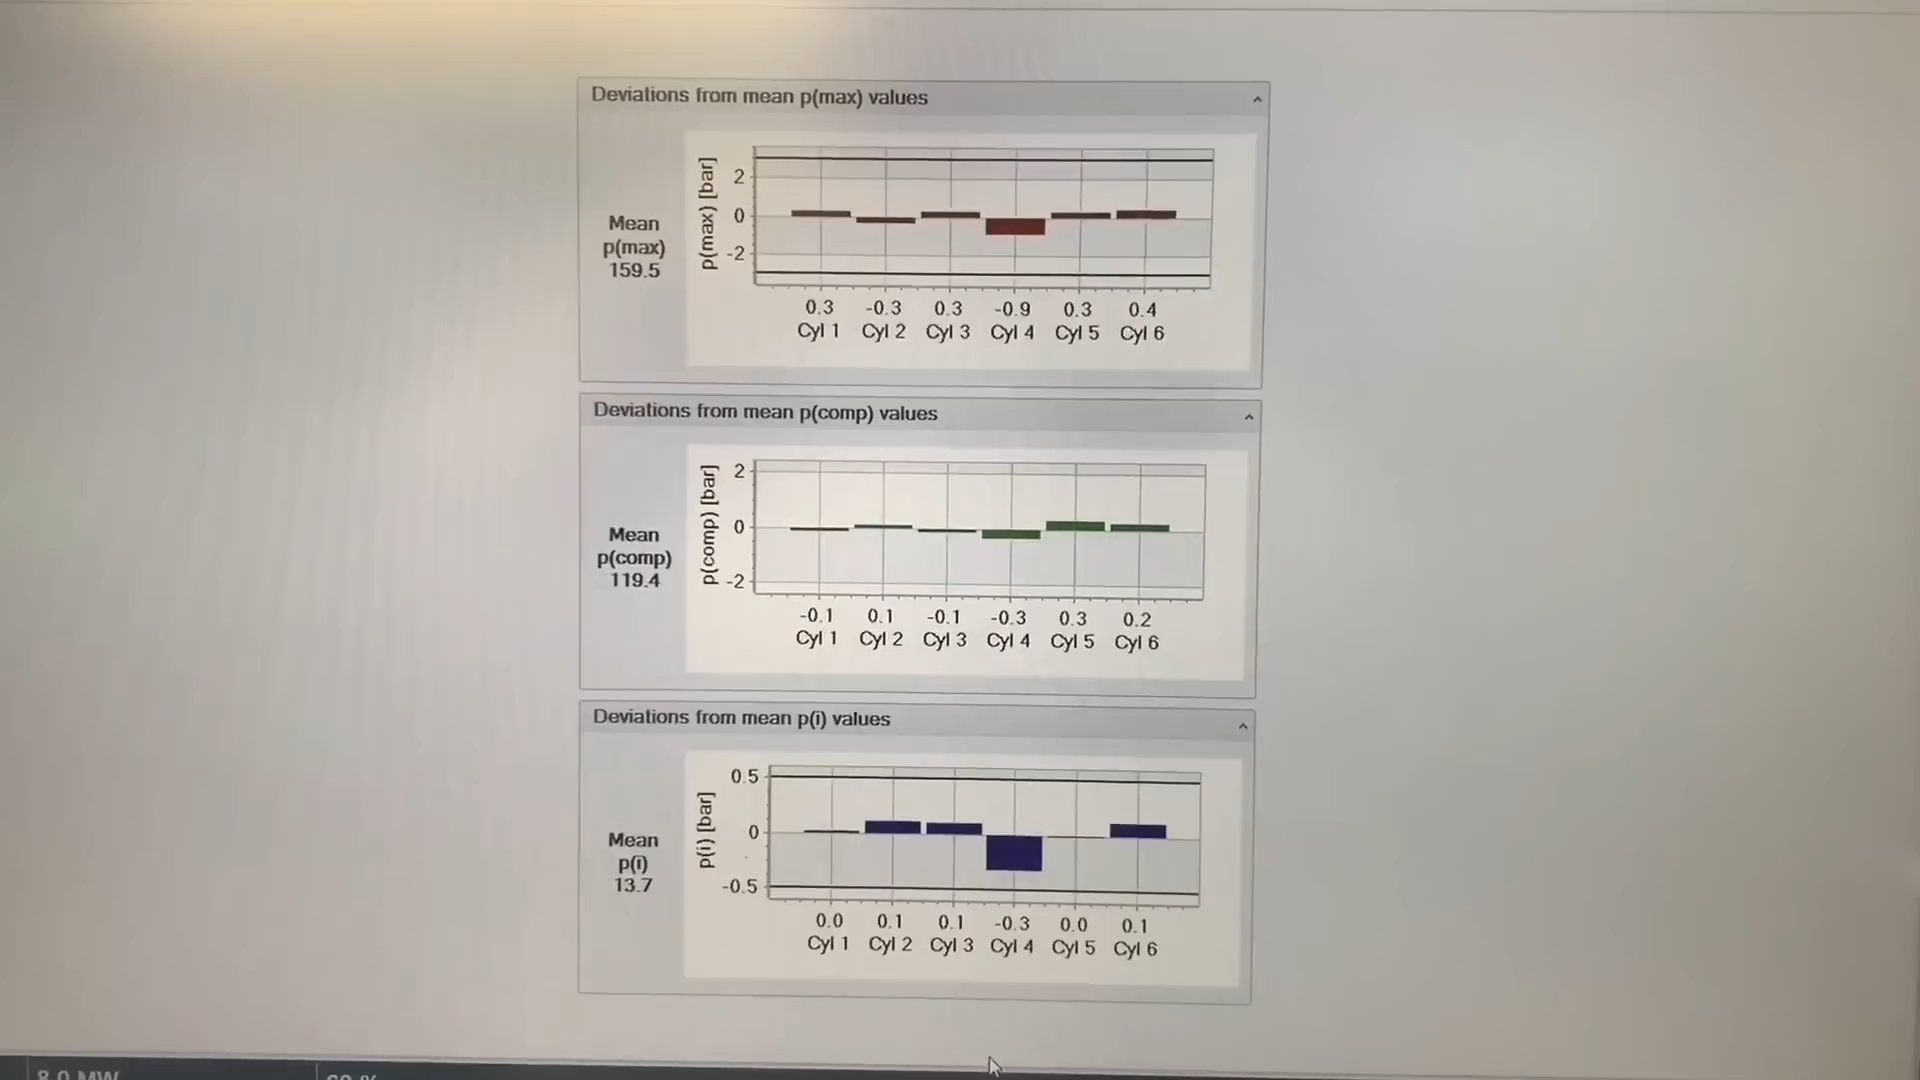 Deviations from mean p(max) values
Mean
p(max)
159.5
p(max) [bar]
2
0
-2
0.3 -0.3 0.3 -0.9 0.3 0.4
Cyl 1 Cyl 2 Cyl 3 Cyl 4 Cyl 5 Cyl 6
Deviations from mean p(comp) values
Mean
p(comp)
119.4
p(comp) [bar]
2
0
-2
-0.1 0.1 -0.1 -0.3 0.3 0.2
Cyl 1 Cyl 2 Cyl 3 Cyl 4 Cyl 5 Cyl 6
Deviations from mean p(i) values
Mean
p(i)
13.7
p(i) [bar]
0.5
0
-0.5
0.0 0.1 0.1 -0.3 0.0 0.1
Cyl 1 Cyl 2 Cyl 3 Cyl 4 Cyl 5 Cyl 6
8.0 MW